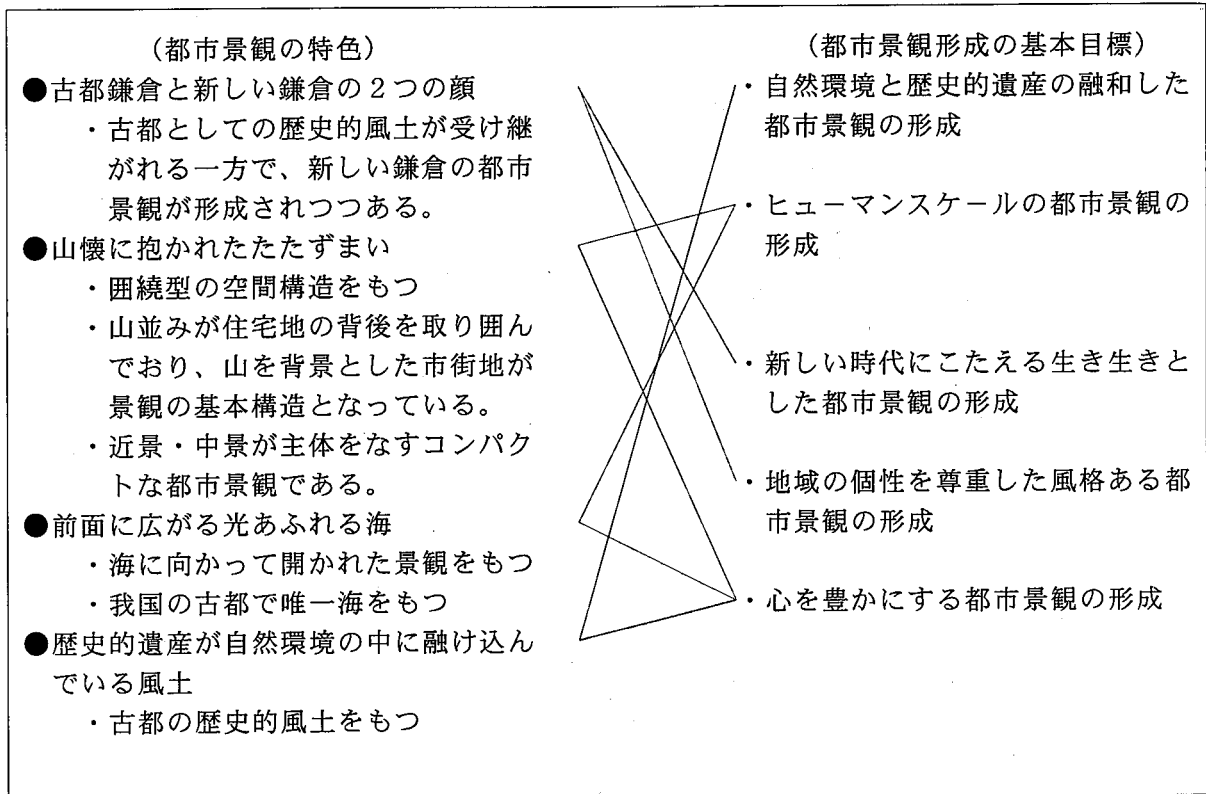 (都市景観の特色)
●古都鎌倉と新しい鎌倉の2つの顔
・古都としての歴史的風土が受け継
がれる一方で、新しい鎌倉の都市
景観が形成されつつある。
●山懐に抱かれたたたずまい
・囲繞型の空間構造をもつ
・山並みが住宅地の背後を取り囲ん
でおり、山を背景とした市街地が
景観の基本構造となっている。
・近景・中景が主体をなすコンパク
トな都市景観である。
●前面に広がる光あふれる海
・海に向かって開かれた景観をもつ
・我国の古都で唯一海をもつ
●歴史的遺産が自然環境の中に融け込ん
でいる風土
・古都の歴史的風土をもつ
(都市景観形成の基本目標)
・自然環境と歴史的遺産の融和した
都市景観の形成
・ヒューマンスケールの都市景観の
形成
・新しい時代にこたえる生き生きと
した都市景観の形成
・地域の個性を尊重した風格ある都
市景観の形成
・心を豊かにする都市景観の形成